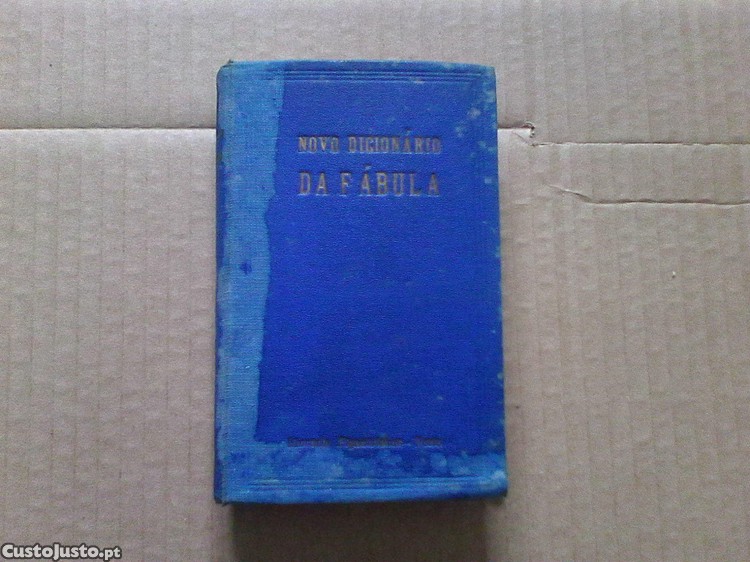 NOVO DICIONÁRIO
DA FÁBULA
CustoJusto.pt